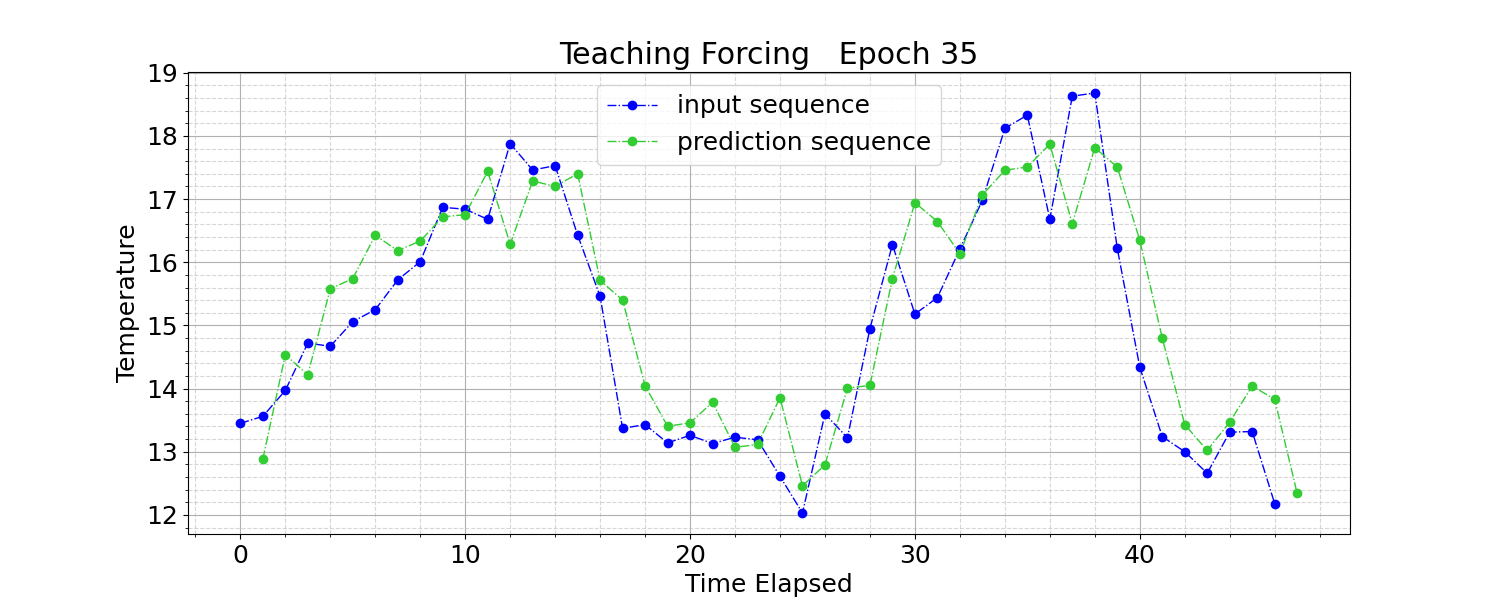 Teaching Forcing   Epoch 35
19
18
17
16
15
14
13
12
Temperature
input sequence
prediction sequence
0 10 20 30 40
Time Elapsed